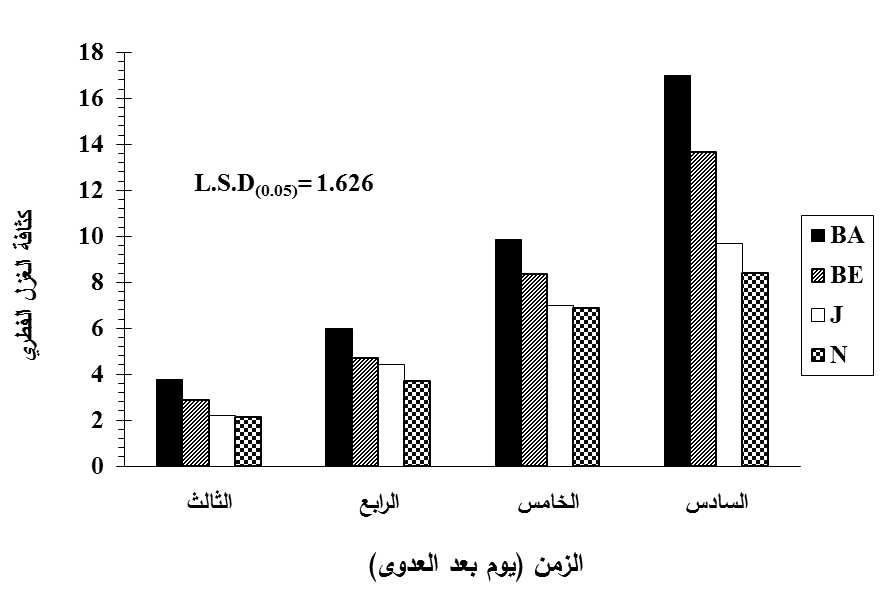 كثافة الغزل الفطري
18
16
14
12
10
8
6
4
2
0
L.S.D(0.05)= 1.626
BA
BE
J
N
الثالث
الرابع
الخامس
السادس
الزمن (يوم بعد العدوى)